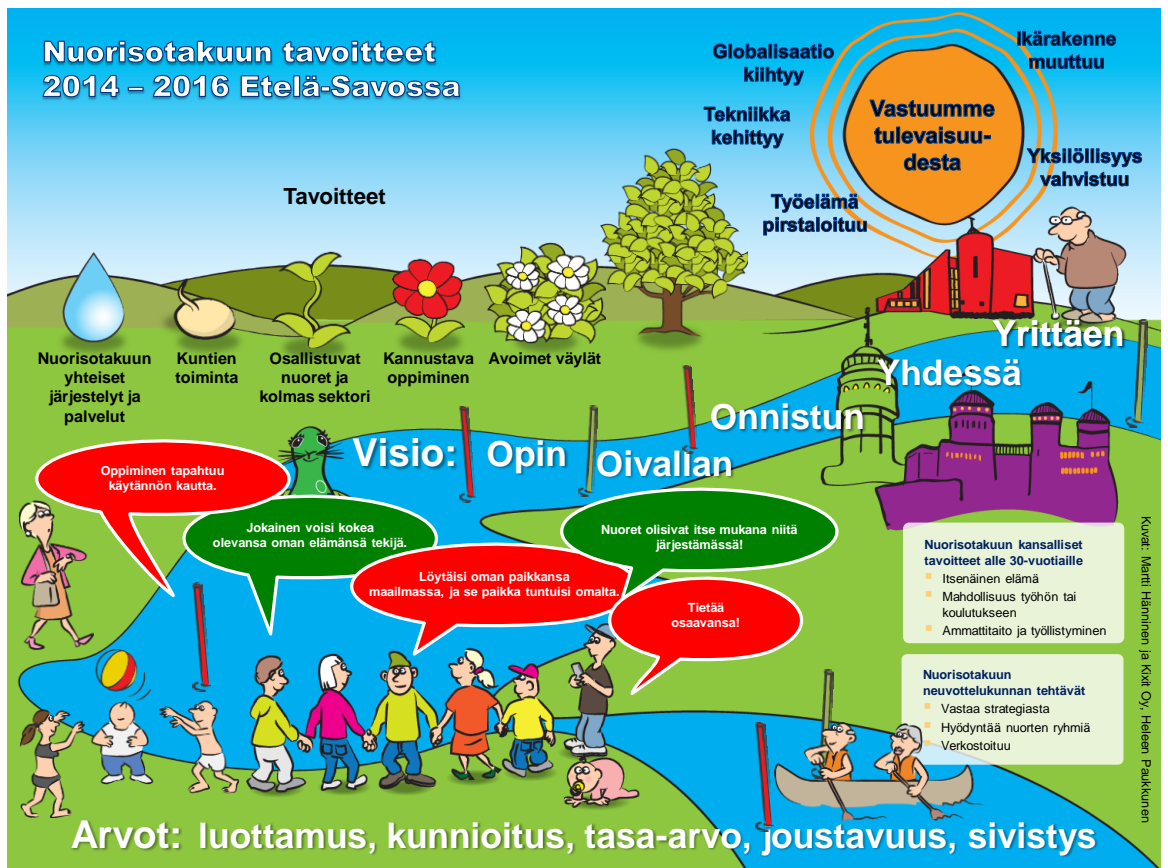 Nuorisotakuun tavoitteet
2014 – 2016 Etelä-Savossa
Globalisaatio
kiihtyy
Ikärakenne
muuttuu
Tekniikka
kehittyy
Vastuumme
tulevaisuu-
desta
Yksilöllisyys
vahvistuu
Työelämä
pirstaloituu
Tavoitteet
Nuorisotakuun
yhteiset
järjestelyt ja
palvelut
Kuntien
toiminta
Osallistuvat
nuoret ja
kolmas sektori
Kannustava
oppiminen
Avoimet väylät
Visio:
Opin
Oivallan
Onnistun
Yhdessä
Yrittäen
Oppiminen tapahtuu
käytännön kautta.
Jokainen voisi kokea
olevansa oman elämänsä tekijä.
Löytäisi oman paikkansa
maailmassa, ja se paikka tuntuisi omalta.
Nuoret olisivat itse mukana niitä
järjestämässä!
Tietää
osaavansa!
Nuorisotakuun kansalliset
tavoitteet alle 30-vuotiaille
Itsenäinen elämä
Mahdollisuus työhön tai
koulutukseen
Ammattitaito ja työllistyminen
Nuorisotakuun
neuvottelukunnan tehtävät
Vastaa strategiasta
Hyödyntää nuorten ryhmiä
Verkostoituu
Kuvat: Martti Hänninen ja Kixit Oy, Heleen Paukkunen
Arvot: luottamus, kunnioitus, tasa-arvo, joustavuus, sivistys